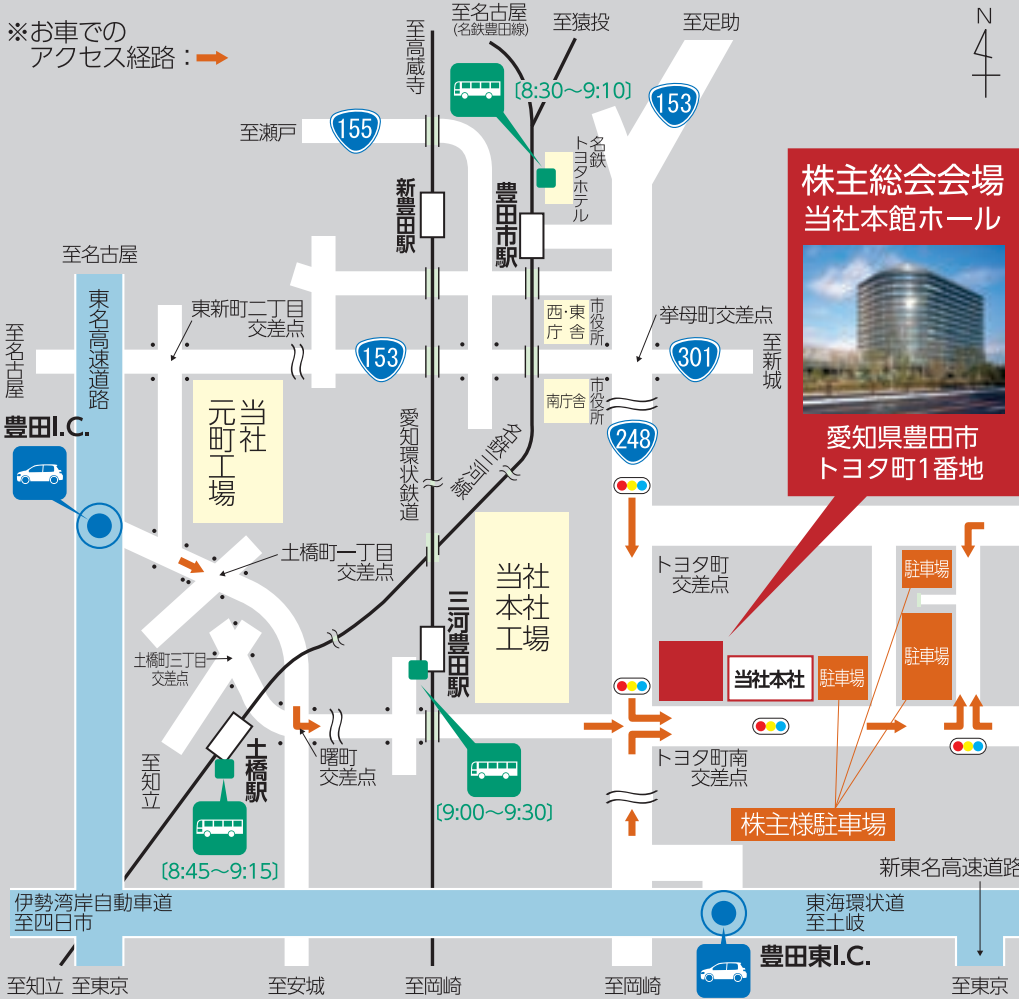 ※お車での
アクセス経路：
至名古屋
(名鉄豊田線)
至猿投
至足助
N
至高蔵寺
〔8:30～9:10〕
153
至瀬戸
155
名鉄
トヨタホテル
新豊田駅
豊田市駅
株主総会会場
当社本館ホール
愛知県豊田市
トヨタ町1番地
至名古屋
東名高速道路
東新町二丁目
交差点
西・東
庁舎
市役所
挙母町交差点
至名古屋
153
301
至新城
南庁舎
市役所
当社
元町工場
愛知環状鉄道
名鉄三河線
248
豊田I.C.
土橋町一丁目
交差点
当社
本社
工場
トヨタ町
交差点
駐車場
三河豊田駅
土橋町三丁目
交差点
当社本社
駐車場
駐車場
土橋駅
曙町
交差点
トヨタ町南
交差点
至知立
〔9:00～9:30〕
株主様駐車場
〔8:45～9:15〕
新東名高速道路
伊勢湾岸自動車道
至四日市
東海環状道
至土岐
豊田東I.C.
至知立
至東京
至安城
至岡崎
至岡崎
至東京